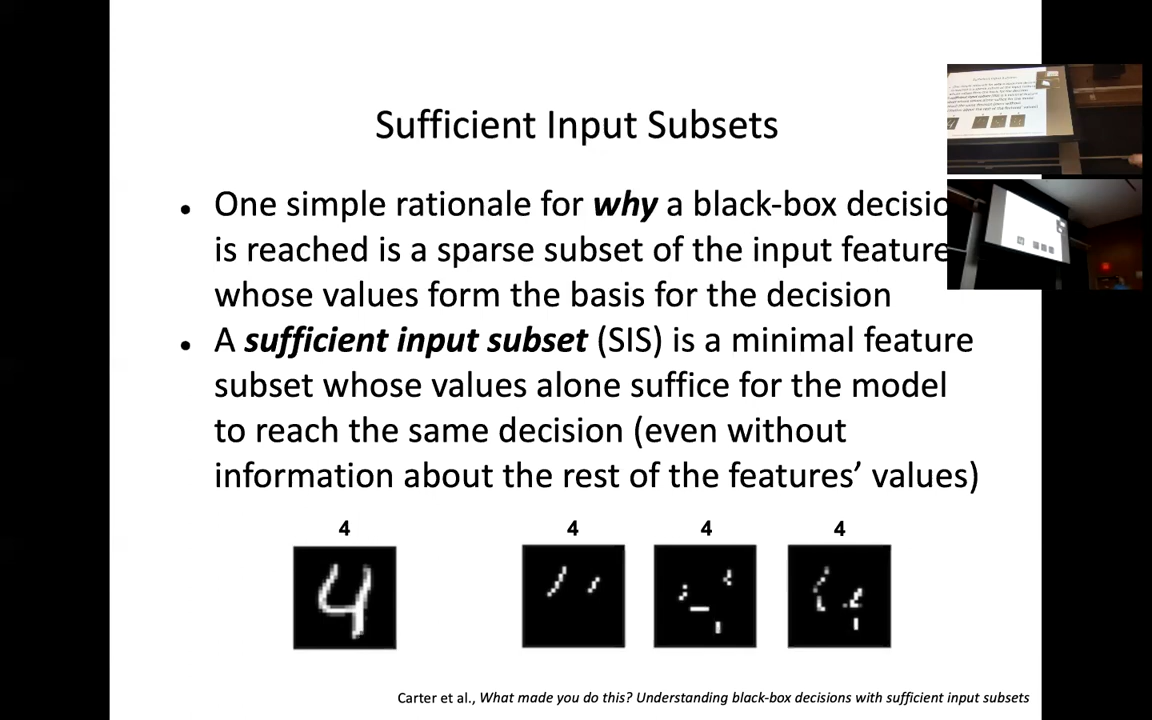 Sufficient Input Subsets
• One simple rationale for why a black-box decisio
is reached is a sparse subset of the input feature
whose values form the basis for the decision
• A sufficient input subset (SIS) is a minimal feature
subset whose values alone suffice for the model
to reach the same decision (even without
information about the rest of the features’ values)
4 4 4 4
4
Carter et al., What made you do this? Understanding black-box decisions with sufficient input subsets